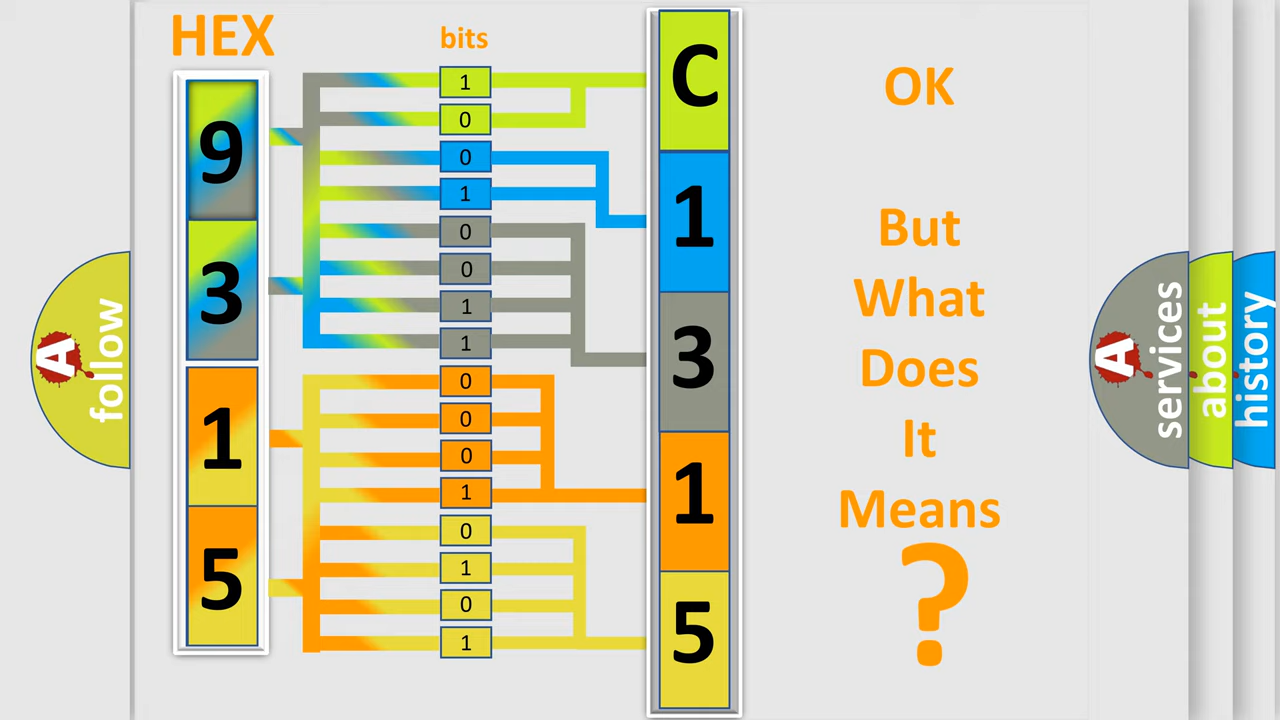 HEX
bits
9
3
1
5
1
0
0
1
0
0
1
1
0
0
0
1
0
1
0
1
C
1
3
1
5
OK
But
What
Does
It
Means
?
A
follow
A
services
about
history